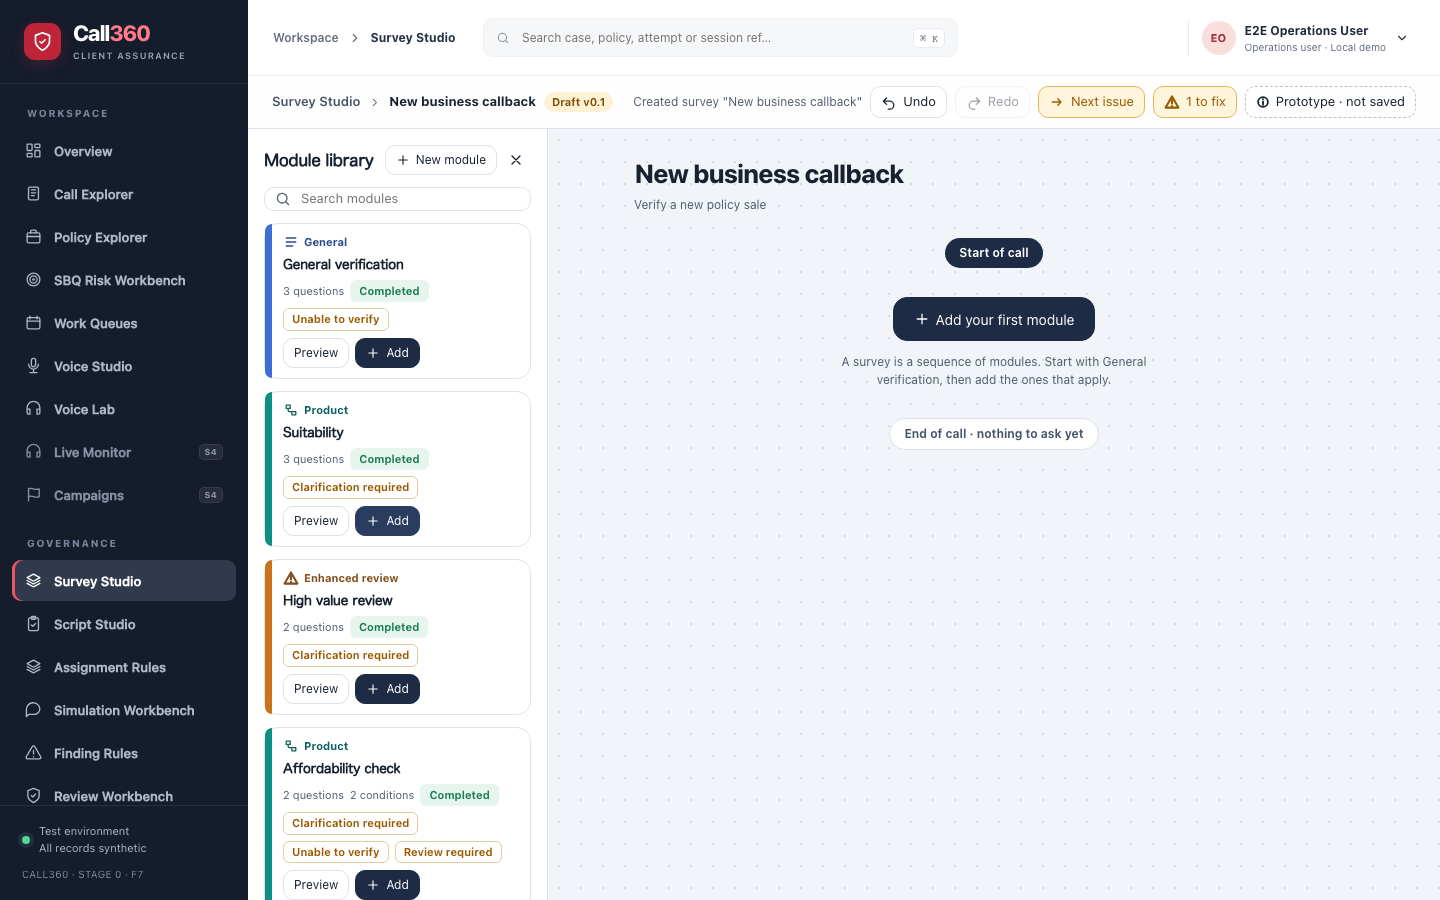 Call360
CLIENT ASSURANCE
WORKSPACE
Overview
Call Explorer
Policy Explorer
SBQ Risk Workbench
Work Queues
Voice Studio
Voice Lab
Live Monitor S4
Campaigns S4
GOVERNANCE
Survey Studio
Script Studio
Assignment Rules
Simulation Workbench
Finding Rules
Review Workbench
Test environment
All records synthetic
CALL360 · STAGE 0 · F7
Workspace > Survey Studio
Search case, policy, attempt or session ref...
⌘ K
EO
E2E Operations User
Operations user · Local demo
Survey Studio > New business callback Draft v0.1
Created survey "New business callback"
Undo
Redo
Next issue
1 to fix
Prototype · not saved
Module library
+ New module
Search modules
General
General verification
3 questions Completed
Unable to verify
Preview + Add
Product
Suitability
3 questions Completed
Clarification required
Preview + Add
Enhanced review
High value review
2 questions Completed
Clarification required
Preview + Add
Product
Affordability check
2 questions 2 conditions Completed
Clarification required
Unable to verify Review required
Preview + Add
New business callback
Verify a new policy sale
Start of call
+ Add your first module
A survey is a sequence of modules. Start with General
verification, then add the ones that apply.
End of call · nothing to ask yet